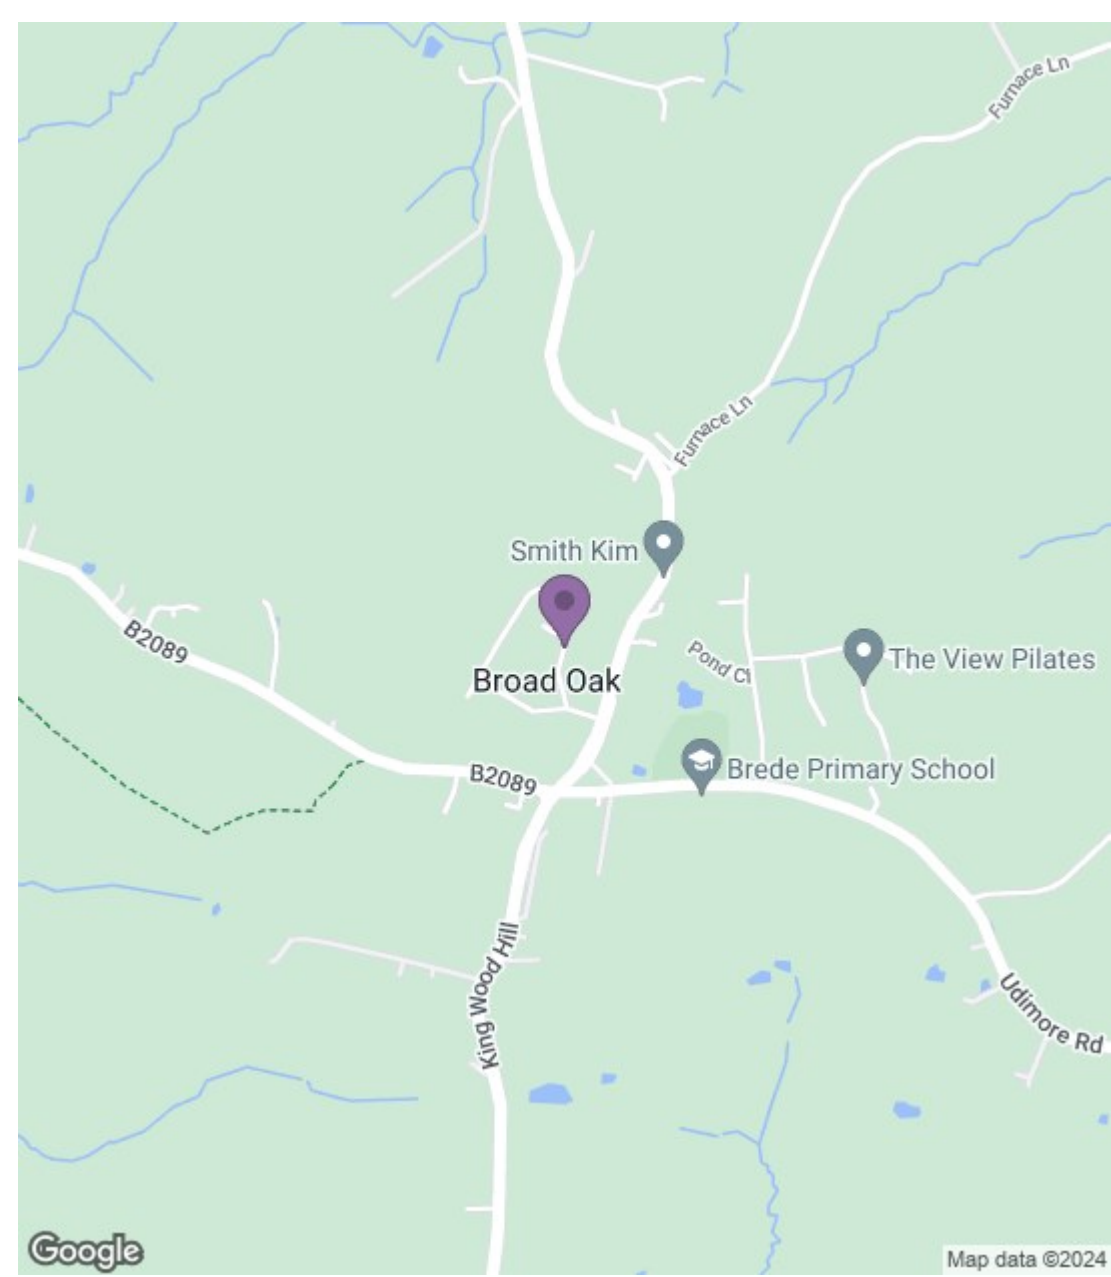 Furnace Ln
Furnace Ln
Smith Kim
B2089
Pond Cl
The View Pilates
Broad Oak
B2089
Brede Primary School
King Wood Hill
Udimore Rd
Google
Map data ©2024